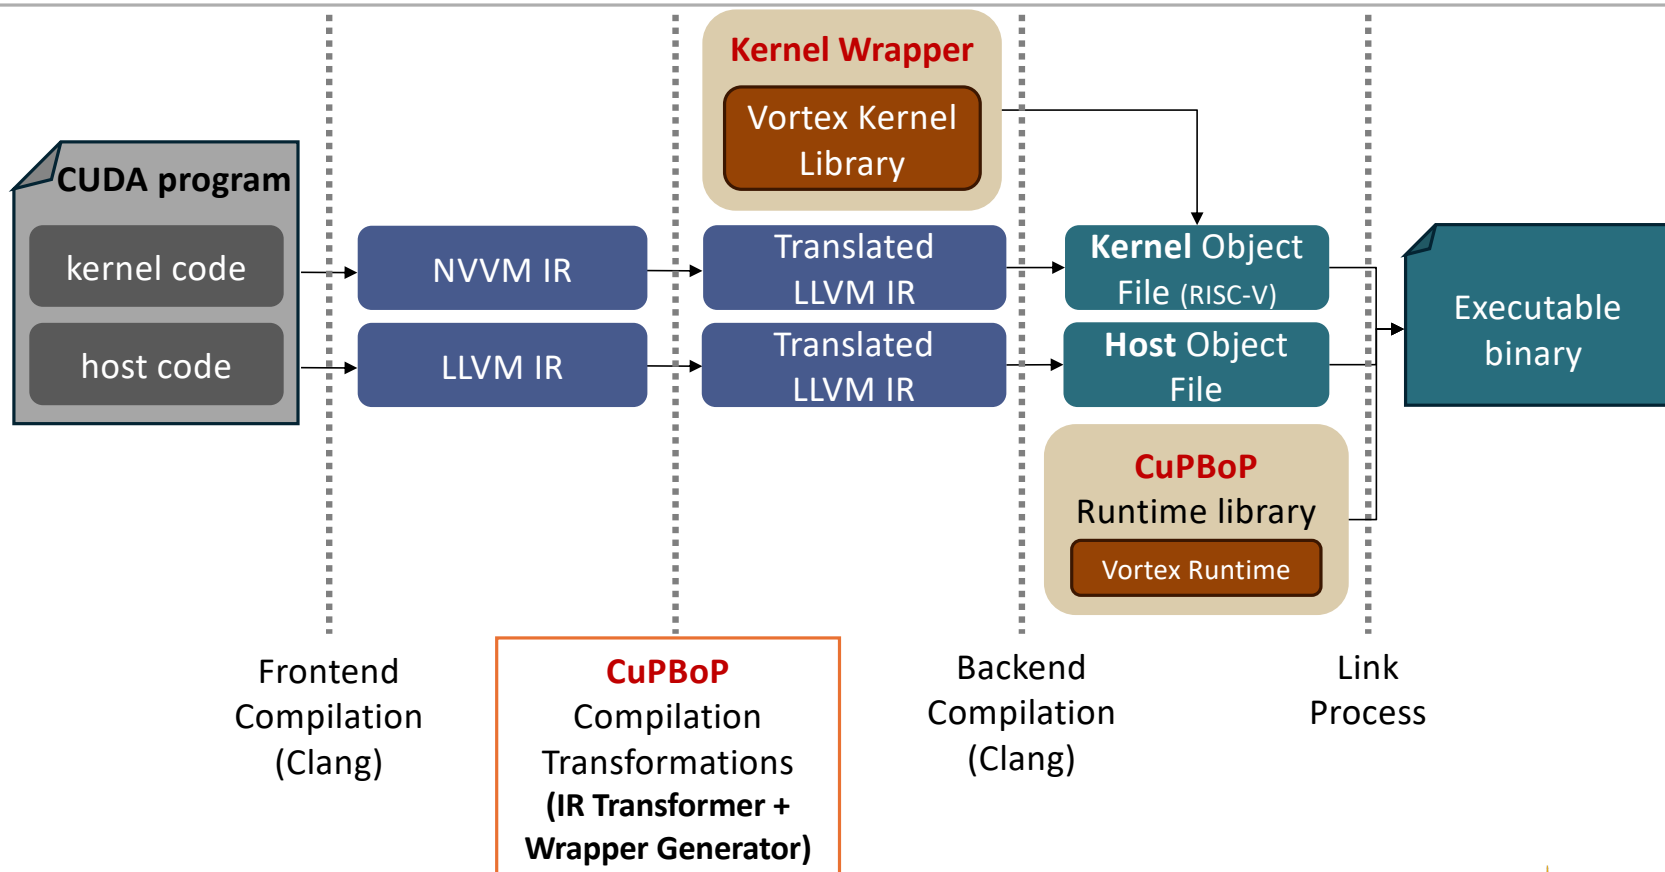 Kernel Wrapper
Vortex Kernel
Library
CUDA program
kernel code
host code
NVVM IR
LLVM IR
Translated
LLVM IR
Translated
LLVM IR
Kernel Object
File (RISC-V)
Host Object
File
Executable
binary
CuPBoP
Runtime library
Vortex Runtime
Frontend
Compilation
(Clang)
CuPBoP
Compilation
Transformations
(IR Transformer +
Wrapper Generator)
Backend
Compilation
(Clang)
Link
Process